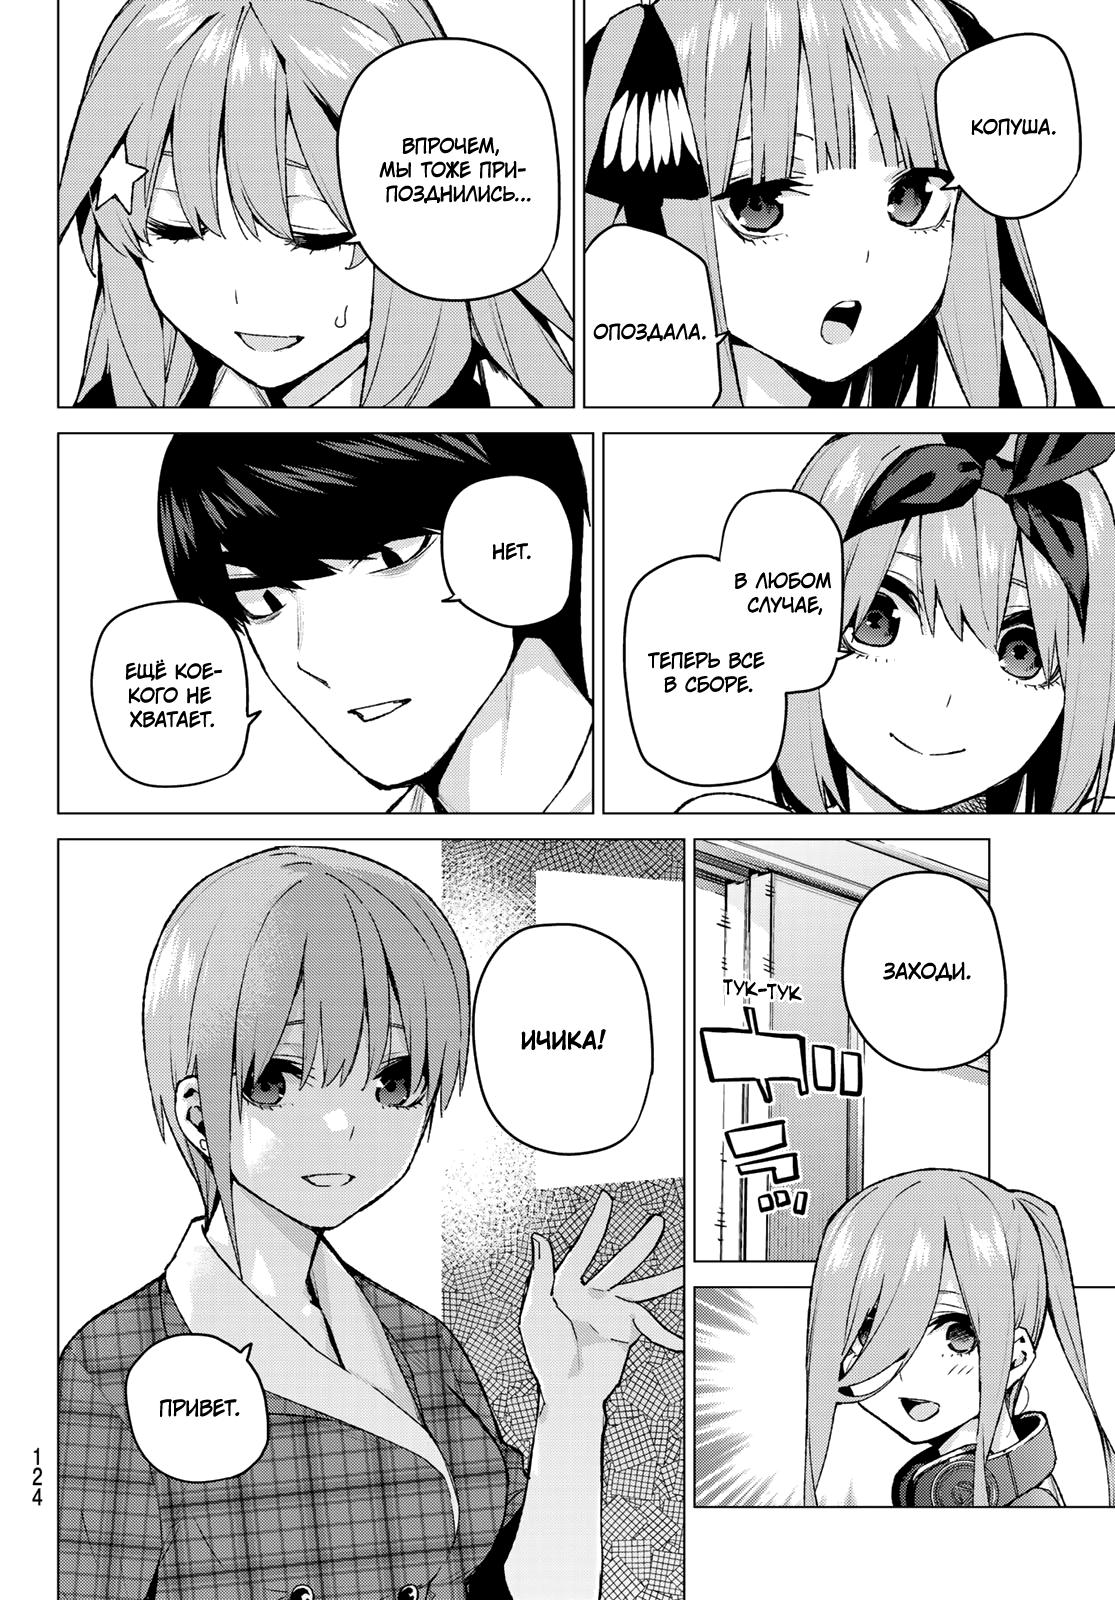 КОПУША.
ОПОЗДАЛА.
ВПРОЧЕМ,
МЫ ТОЖЕ ПРИ-
ПОЗДНИЛИСЬ...
В ЛЮБОМ
СЛУЧАЕ,
ТЕПЕРЬ ВСЕ
В СБОРЕ.
НЕТ.
ЕЩЁ КОЕ-
КОГО НЕ
ХВАТАЕТ.
ЗАХОДИ.
ТУК-ТУК
ИЧИКА!
ПРИВЕТ.
124